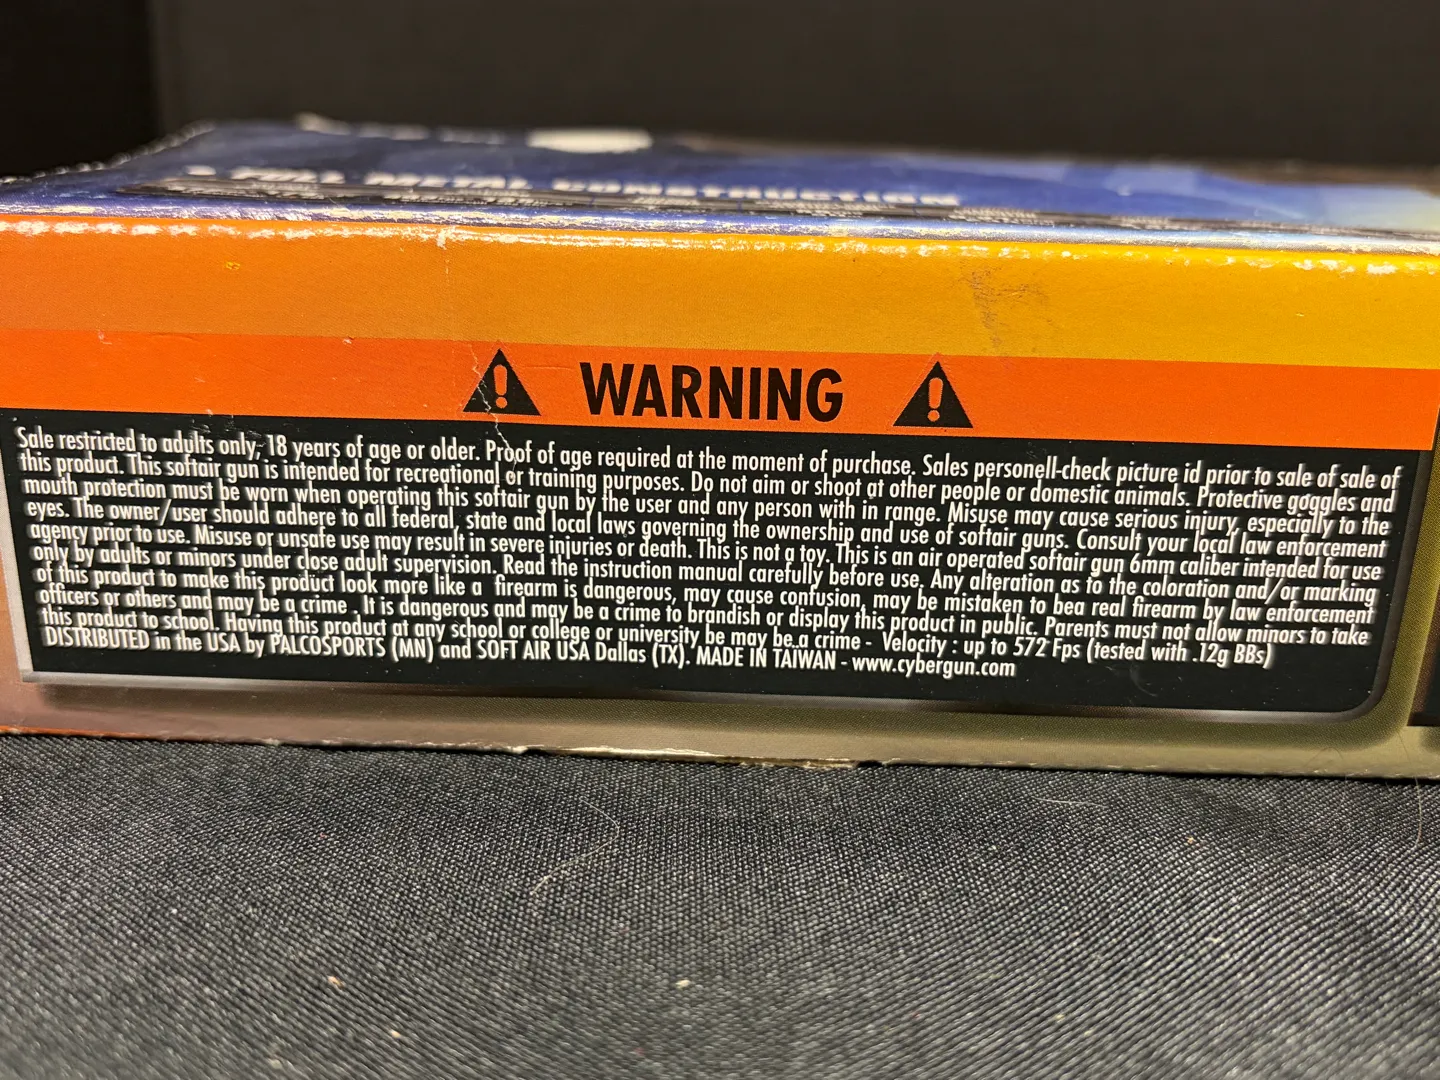 • FULL METAL CONSTRUCTION
WARNING
Sale restricted to adults only, 18 years of age or older. Proof of age required at the moment of purchase. Sales personell-check picture id prior to sale of sale of
this product. This softair gun is intended for recreational or training purposes. Do not aim or shoot at other people or domestic animals. Protective goggles and
mouth protection must be worn when operating this softair gun by the user and any person with in range. Misuse may cause serious injury, especially to the
eyes. The owner/user should adhere to all federal, state and local laws governing the ownership and use of softair guns. Consult your local law enforcement
agency prior to use. Misuse or unsafe use may result in severe injuries or death. This is not a toy. This is an air operated softair gun 6mm caliber intended for use
only by adults or minors under close adult supervision. Read the instruction manual carefully before use. Any alteration as to the coloration and/or marking
of this product to make this product look more like a firearm is dangerous, may cause confusion, may be mistaken to bea real firearm by law enforcement
officers or others and may be a crime . It is dangerous and may be a crime to brandish or display this product in public. Parents must not allow minors to take
this product to school. Having this product at any school or college or university be may be a crime - Velocity : up to 572 Fps (tested with .12g BBs)
DISTRIBUTED in the USA by PALCOSPORTS (MN) and SOFT AIR USA Dallas (TX). MADE IN TAIWAN - www.cybergun.com